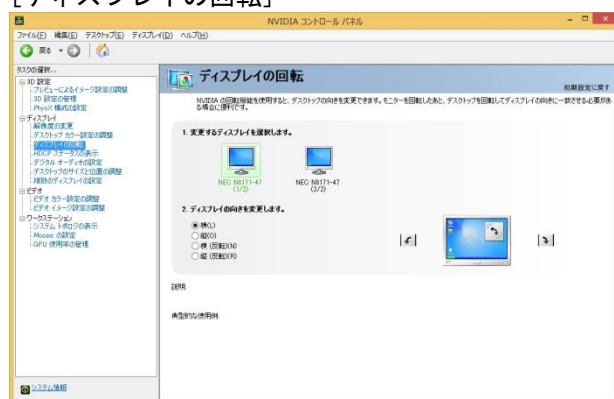 [ディスプレイの回転]
NVIDIA コントロール パネル
ファイル(F) 編集(E) デスクトップ(E) ディスプレイ(D) ヘルプ(H)
戻る
タスクの選択...
3D 設定
プレビューによるイメージ設定の調整
3D 設定の管理
PhysX 構成の設定
ディスプレイ
解像度の変更
デスクトップ カラー設定の調整
ディスプレイの回転
HDCP ステータスの表示
デジタル オーディオの設定
デスクトップのサイズと位置の調整
複数のディスプレイの設定
ビデオ
ビデオ カラー設定の調整
ビデオ イメージ設定の調整
ワークステーション
システム トポロジの表示
Mosaic の設定
GPU 使用率の管理
システム情報
ディスプレイの回転
初期設定に戻す
NVIDIA の回転機能を使用すると、デスクトップの向きを変更できます。モニターを回転したあと、デスクトップを回転してディスプレイの向きに一致させる必要があ
る場合に便利です。
1. 変更するディスプレイを選択します。
NEC N8171-47
(1/2)
NEC N8171-47
(2/2)
2. ディスプレイの向きを変更します。
横(L)
縦(O)
横 (反転)(N)
縦 (反転)(R)
説明
典型的な使用例